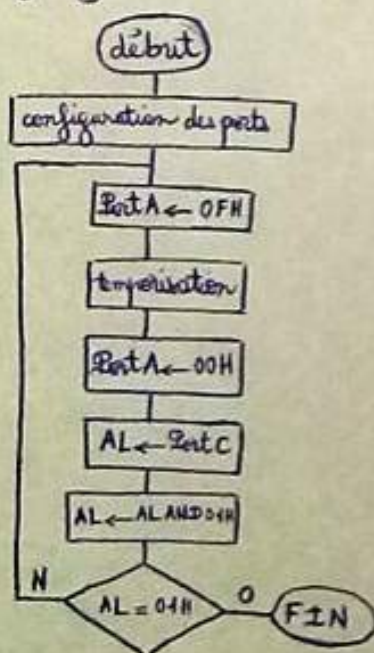 début
configuration des ports
Port A ← 0FH
temporisation
Port A ← 00H
AL ← Port C
AL ← AL AND 01H
AL = 01H
N
O
FIN